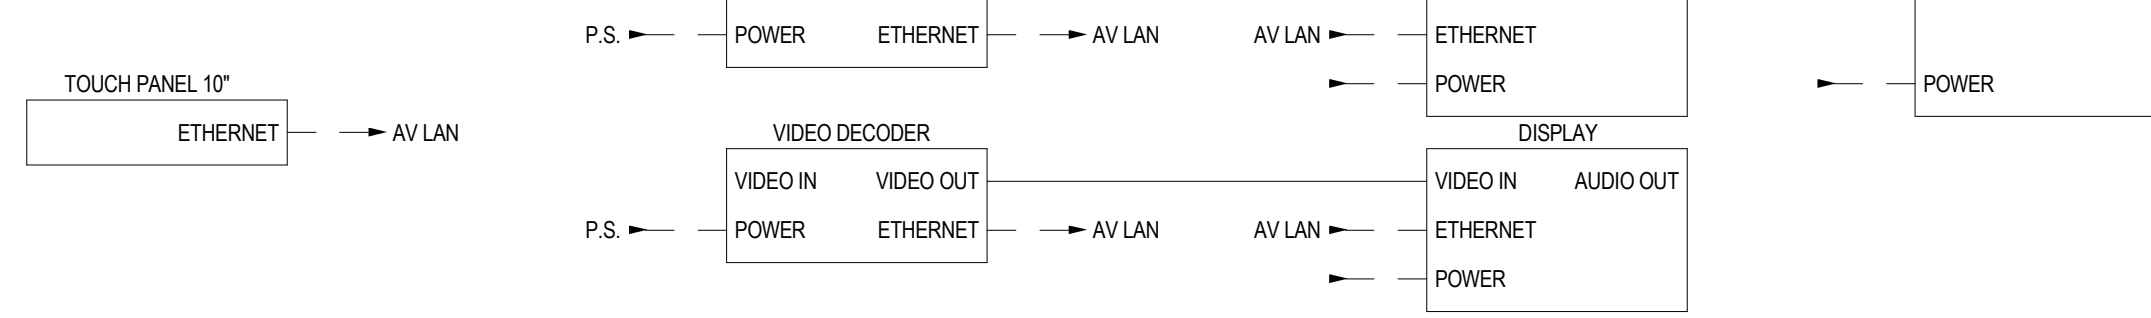 P.S. POWER ETHERNET AV LAN AV LAN ETHERNET
TOUCH PANEL 10" POWER POWER
ETHERNET AV LAN VIDEO DECODER DISPLAY
VIDEO IN VIDEO OUT VIDEO IN AUDIO OUT
P.S. POWER ETHERNET AV LAN AV LAN ETHERNET
POWER